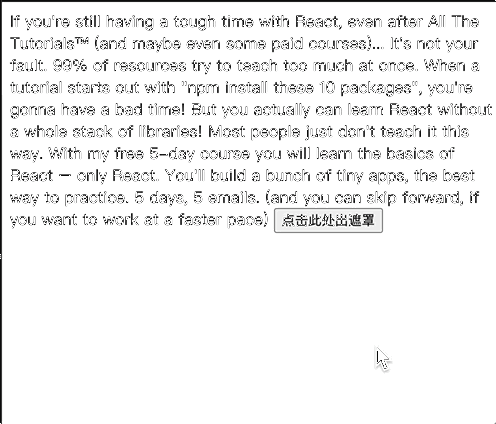 If you're still having a tough time with React, even after All The
Tutorials™ (and maybe even some paid courses)... It's not your
fault. 99% of resources try to teach too much at once. When a
tutorial starts out with "npm install these 10 packages", you're
gonna have a bad time! But you actually can learn React without
a whole stack of libraries! Most people just don't teach it this
way. With my free 5-day course you will learn the basics of
React — only React. You'll build a bunch of tiny apps, the best
way to practice. 5 days, 5 emails. (and you can skip forward, if
you want to work at a faster pace) 点击此处出遮罩